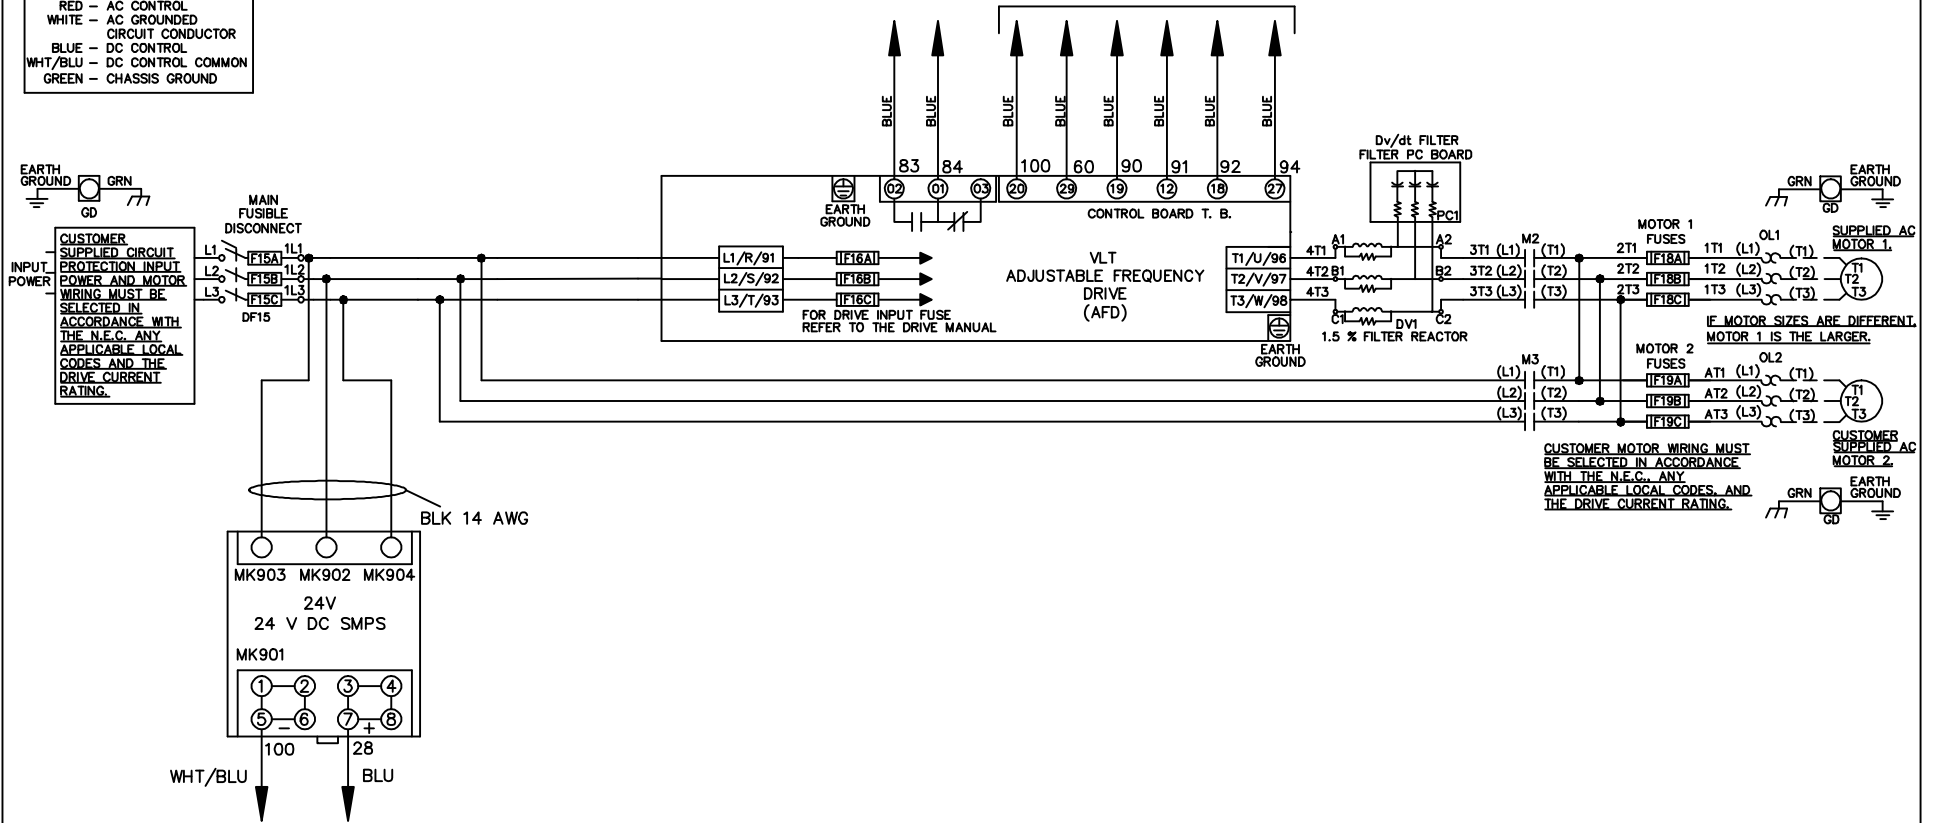 RED – AC CONTROL
WHITE – AC GROUNDED
CIRCUIT CONDUCTOR
BLUE – DC CONTROL
WHT/BLU – DC CONTROL COMMON
GREEN – CHASSIS GROUND
BLUE
BLUE
BLUE
BLUE
BLUE
BLUE
BLUE
BLUE
83
84
100
60
90
91
92
94
02
01
03
20
29
19
12
18
27
EARTH
GROUND
CONTROL BOARD T. B.
Dv/dt FILTER
FILTER PC BOARD
PC1
EARTH
GROUND
GRN
GD
MAIN
FUSIBLE
DISCONNECT
INPUT
POWER
CUSTOMER
SUPPLIED CIRCUIT
PROTECTION INPUT
POWER AND MOTOR
WIRING MUST BE
SELECTED IN
ACCORDANCE WITH
THE N.E.C. ANY
APPLICABLE LOCAL
CODES AND THE
DRIVE CURRENT
RATING.
L1 F15A 1L1
L2 F15B 1L2
L3 F15C 1L3
DF15
L1/R/91 F16A
L2/S/92 F16B
L3/T/93 F16C
FOR DRIVE INPUT FUSE
REFER TO THE DRIVE MANUAL
VLT
ADJUSTABLE FREQUENCY
DRIVE
(AFD)
T1/U/96 4T1
T2/V/97 4T2
T3/W/98 4T3
EARTH
GROUND
A1 A2
B1 B2
C1 C2
DV1
1.5 % FILTER REACTOR
M2
3T1 (L1) (T1)
3T2 (L2) (T2)
3T3 (L3) (T3)
MOTOR 1
FUSES
2T1 F18A 1T1 (L1) (T1)
2T2 F18B 1T2 (L2) (T2)
2T3 F18C 1T3 (L3) (T3)
OL1
GRN
GD
EARTH
GROUND
SUPPLIED AC
MOTOR 1.
T1
T2
T3
IF MOTOR SIZES ARE DIFFERENT,
MOTOR 1 IS THE LARGER.
M3
(L1) (T1)
(L2) (T2)
(L3) (T3)
MOTOR 2
FUSES
F19A AT1 (L1) (T1)
F19B AT2 (L2) (T2)
F19C AT3 (L3) (T3)
OL2
T1
T2
T3
CUSTOMER
SUPPLIED AC
MOTOR 2.
CUSTOMER MOTOR WIRING MUST
BE SELECTED IN ACCORDANCE
WITH THE N.E.C., ANY
APPLICABLE LOCAL CODES, AND
THE DRIVE CURRENT RATING.
GRN
GD
EARTH
GROUND
BLK 14 AWG
MK903 MK902 MK904
24V
24 V DC SMPS
MK901
1 2 3 4
5 – 6 7 + 8
100 28
WHT/BLU BLU